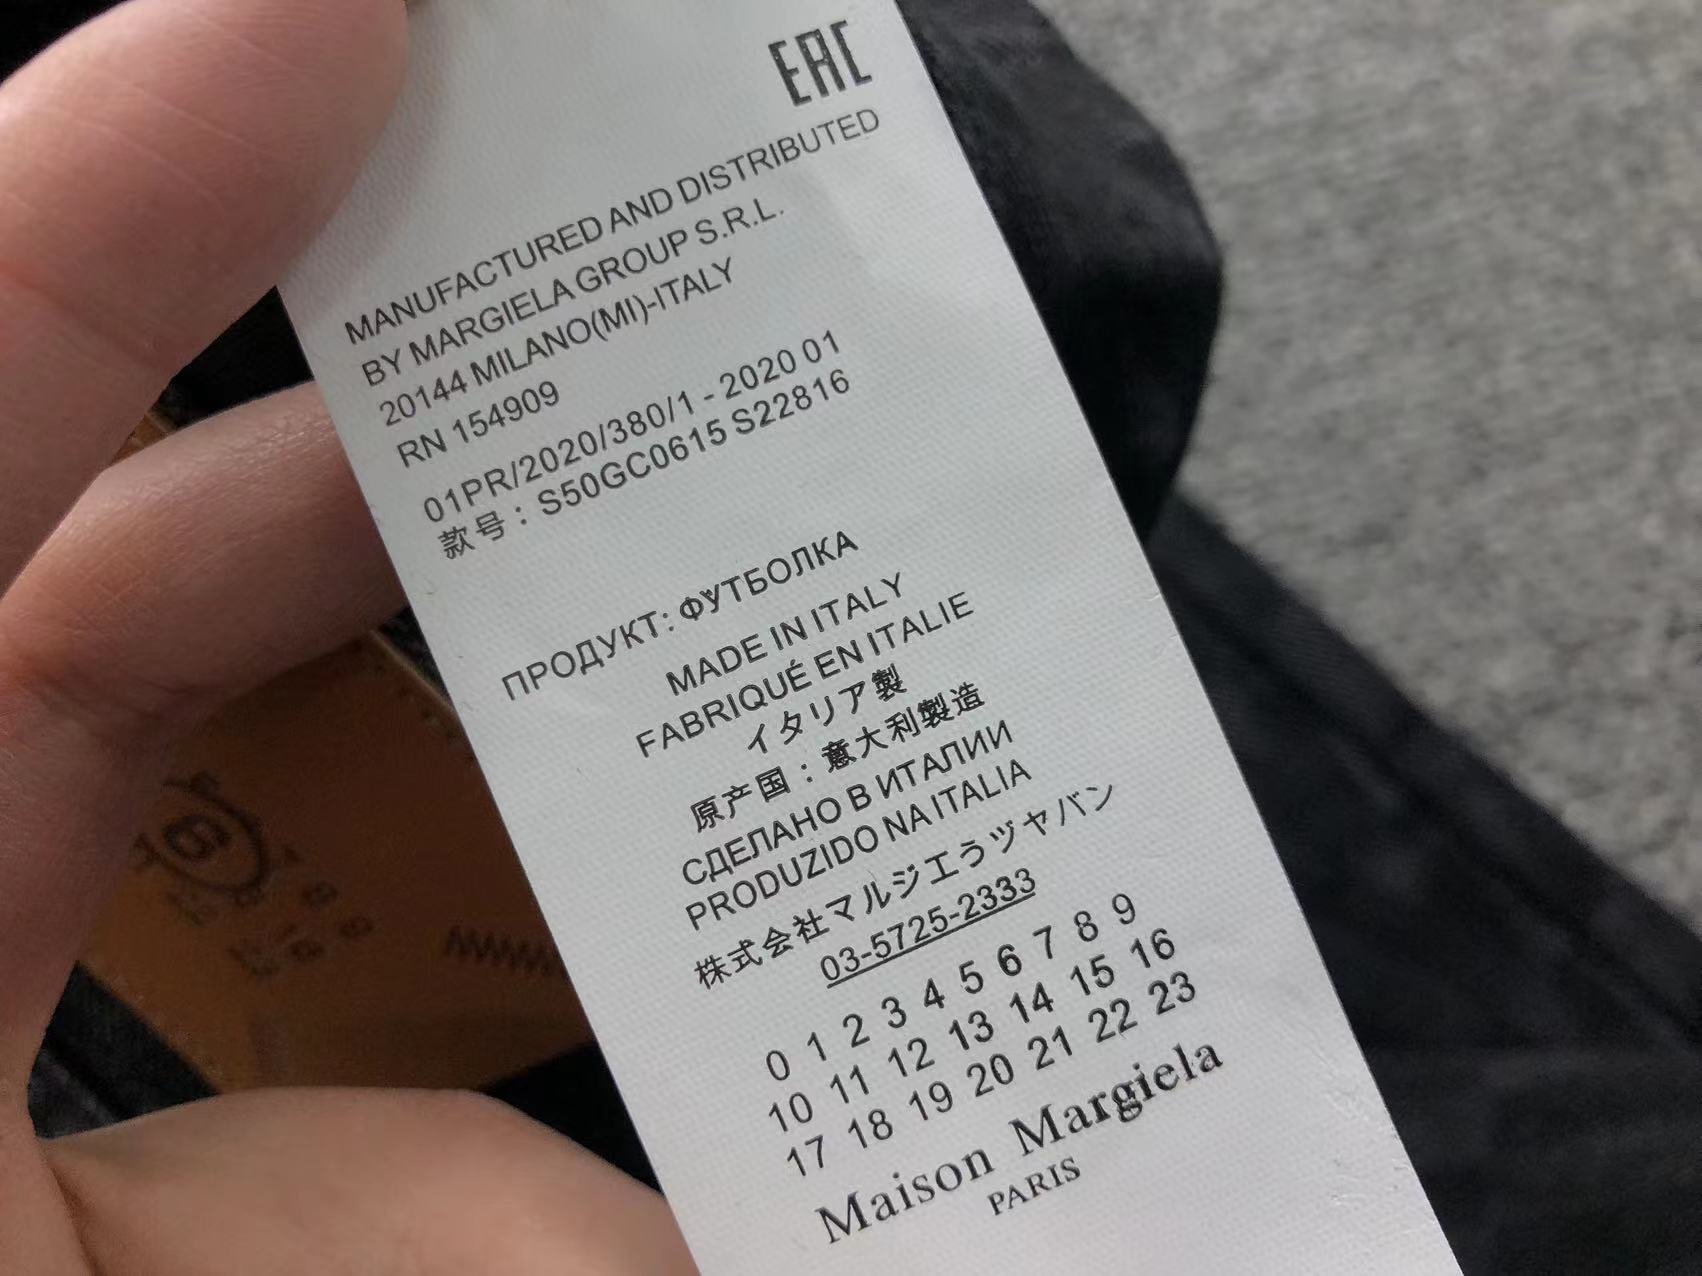 EAC
MANUFACTURED AND DISTRIBUTED
BY MARGIELA GROUP S.R.L.
20144 MILANO(MI)-ITALY
RN 154909
01PR/2020/380/1 - 2020 01
款号：S50GC0615 S22816
ПРОДУКТ: ФУТБОЛКА
MADE IN ITALY
FABRIQUÉ EN ITALIE
イタリア製
原产国：意大利製造
СДЕЛАНО В ИТАЛИИ
PRODUZIDO NA ITALIA
株式会社マルジエうヅヤバン
03-5725-2333
0 1 2 3 4 5 6 7 8 9
10 11 12 13 14 15 16
17 18 19 20 21 22 23
Maison Margiela
PARIS